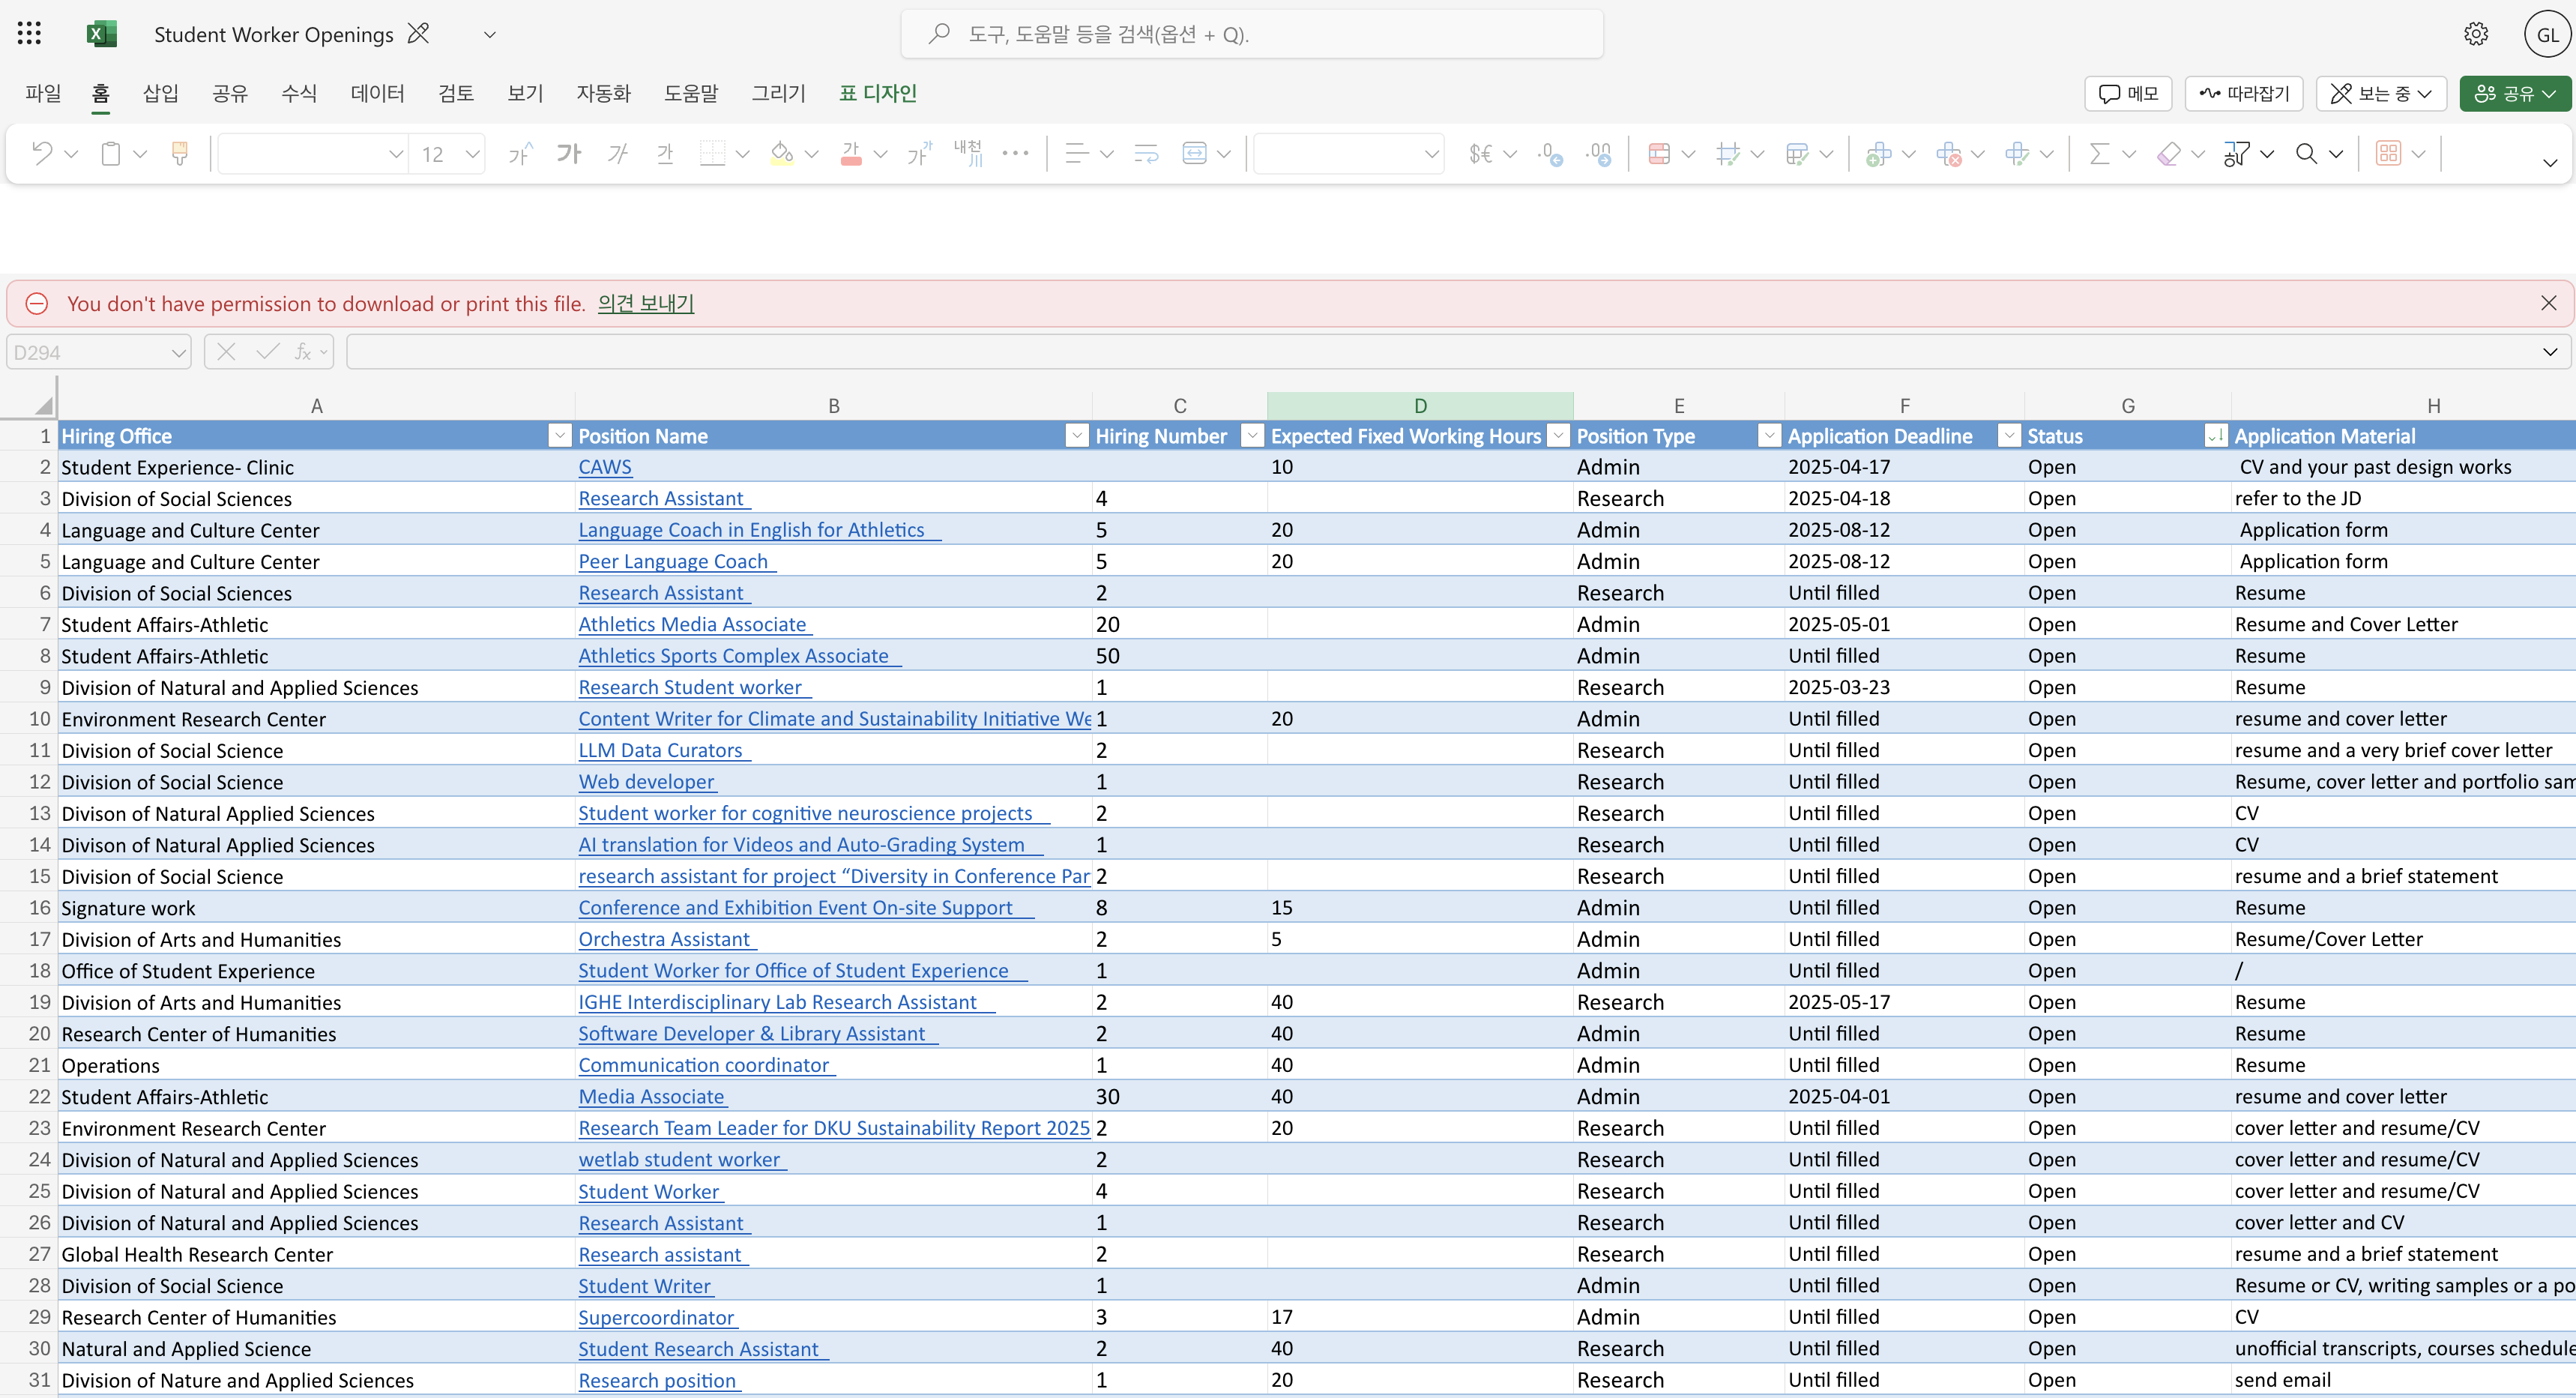 Student Worker Openings
도구, 도움말 등을 검색(옵션 + Q).
GL
파일 홈 삽입 공유 수식 데이터 검토 보기 자동화 도움말 그리기 표 디자인 메모 따라잡기 보는 중 공유
12 가 가 가 가 가 가 내천 $€ .0 .00
You don't have permission to download or print this file. 의견 보내기
D294 fx
A B C D E F G H
1 Hiring Office Position Name Hiring Number Expected Fixed Working Hours Position Type Application Deadline Status Application Material
2 Student Experience- Clinic CAWS 10 Admin 2025-04-17 Open CV and your past design works
3 Division of Social Sciences Research Assistant 4 Research 2025-04-18 Open refer to the JD
4 Language and Culture Center Language Coach in English for Athletics 5 20 Admin 2025-08-12 Open Application form
5 Language and Culture Center Peer Language Coach 5 20 Admin 2025-08-12 Open Application form
6 Division of Social Sciences Research Assistant 2 Research Until filled Open Resume
7 Student Affairs-Athletic Athletics Media Associate 20 Admin 2025-05-01 Open Resume and Cover Letter
8 Student Affairs-Athletic Athletics Sports Complex Associate 50 Admin Until filled Open Resume
9 Division of Natural and Applied Sciences Research Student worker 1 Research 2025-03-23 Open Resume
10 Environment Research Center Content Writer for Climate and Sustainability Initiative We 1 20 Admin Until filled Open resume and cover letter
11 Division of Social Science LLM Data Curators 2 Research Until filled Open resume and a very brief cover letter
12 Division of Social Science Web developer 1 Research Until filled Open Resume, cover letter and portfolio sam
13 Divison of Natural Applied Sciences Student worker for cognitive neuroscience projects 2 Research Until filled Open CV
14 Divison of Natural Applied Sciences AI translation for Videos and Auto-Grading System 1 Research Until filled Open CV
15 Division of Social Science research assistant for project “Diversity in Conference Par 2 Research Until filled Open resume and a brief statement
16 Signature work Conference and Exhibition Event On-site Support 8 15 Admin Until filled Open Resume
17 Division of Arts and Humanities Orchestra Assistant 2 5 Admin Until filled Open Resume/Cover Letter
18 Office of Student Experience Student Worker for Office of Student Experience 1 Admin Until filled Open /
19 Division of Arts and Humanities IGHE Interdisciplinary Lab Research Assistant 2 40 Research 2025-05-17 Open Resume
20 Research Center of Humanities Software Developer & Library Assistant 2 40 Admin Until filled Open Resume
21 Operations Communication coordinator 1 40 Admin Until filled Open Resume
22 Student Affairs-Athletic Media Associate 30 40 Admin 2025-04-01 Open resume and cover letter
23 Environment Research Center Research Team Leader for DKU Sustainability Report 2025 2 20 Research Until filled Open cover letter and resume/CV
24 Division of Natural and Applied Sciences wetlab student worker 2 Research Until filled Open cover letter and resume/CV
25 Division of Natural and Applied Sciences Student Worker 4 Research Until filled Open cover letter and resume/CV
26 Division of Natural and Applied Sciences Research Assistant 1 Research Until filled Open cover letter and CV
27 Global Health Research Center Research assistant 2 Research Until filled Open resume and a brief statement
28 Division of Social Science Student Writer 1 Admin Until filled Open Resume or CV, writing samples or a po
29 Research Center of Humanities Supercoordinator 3 17 Admin Until filled Open CV
30 Natural and Applied Science Student Research Assistant 2 40 Research Until filled Open unofficial transcripts, courses schedule
31 Division of Nature and Applied Sciences Research position 1 20 Research Until filled Open send email